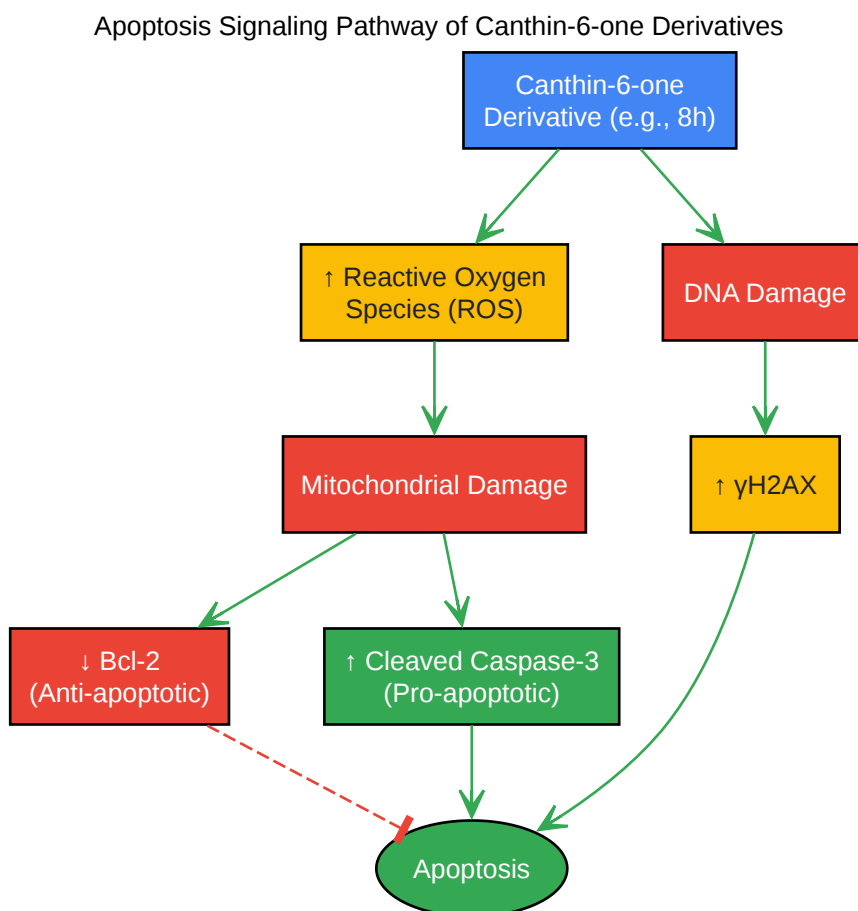 Apoptosis Signaling Pathway of Canthin-6-one Derivatives
Canthin-6-one
Derivative (e.g., 8h)
↑ Reactive Oxygen
Species (ROS)
DNA Damage
Mitochondrial Damage
↑ γH2AX
↓ Bcl-2
(Anti-apoptotic)
↑ Cleaved Caspase-3
(Pro-apoptotic)
Apoptosis